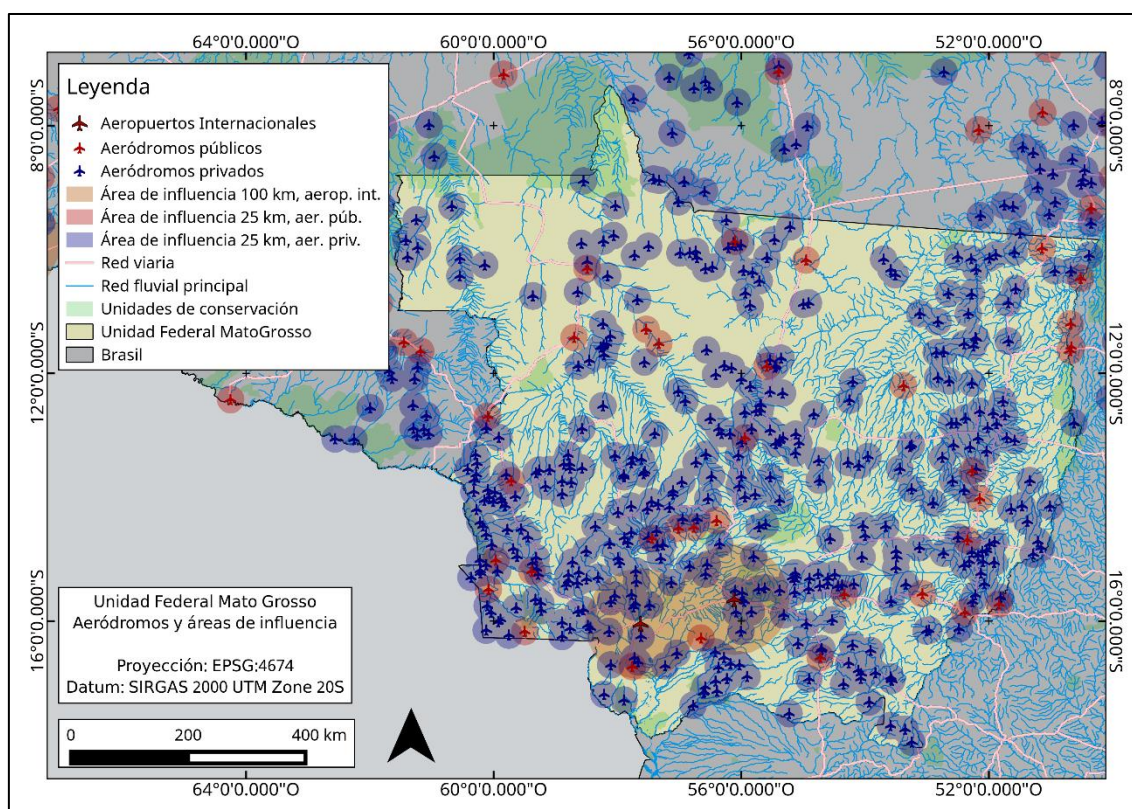 64°0'0.000"O
60°0'0.000"O
56°0'0.000"O
52°0'0.000"O
8°0'0.000"S
12°0'0.000"S
16°0'0.000"S
Leyenda
Aeropuertos Internacionales
Aeródromos públicos
Aeródromos privados
Área de influencia 100 km, aerop. int.
Área de influencia 25 km, aer. púb.
Área de influencia 25 km, aer. priv.
Red viaria
Red fluvial principal
Unidades de conservación
Unidad Federal MatoGrosso
Brasil
8°0'0.000"S
12°0'0.000"S
16°0'0.000"S
Unidad Federal Mato Grosso
Aeródromos y áreas de influencia
Proyección: EPSG:4674
Datum: SIRGAS 2000 UTM Zone 20S
0 200 400 km
64°0'0.000"O
60°0'0.000"O
56°0'0.000"O
52°0'0.000"O